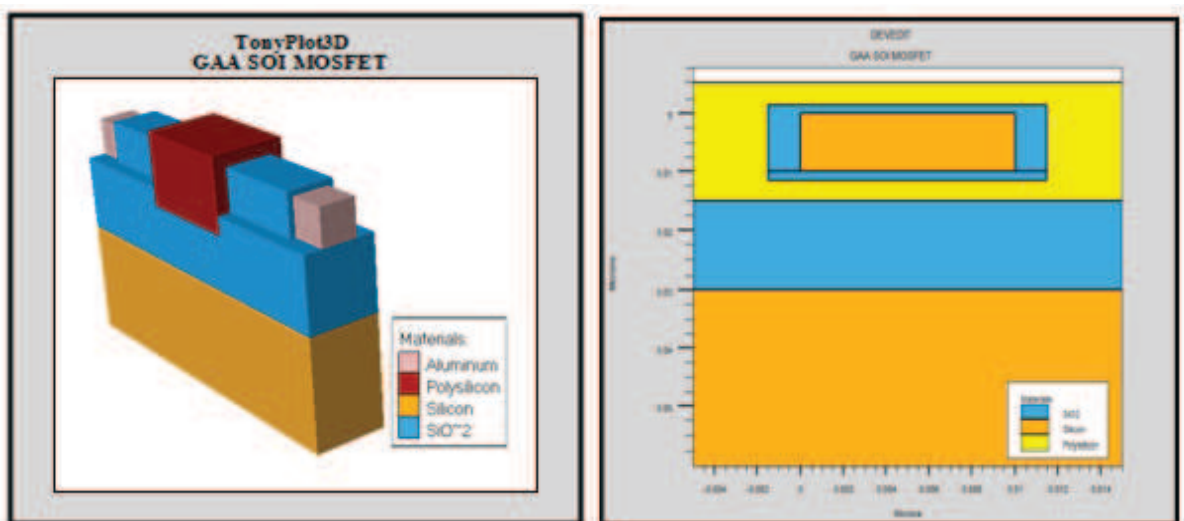 TonyPlot3D
GAA SOI MOSFET
Materials:
Aluminum
Polysilicon
Silicon
SiO~2
DEVEDIT
GAA SOI MOSFET
0
0.01
0.02
0.03
0.04
0.05
-0.004 -0.002 0 0.002 0.004 0.006 0.008 0.01 0.012 0.014
Microns
Microns
Materials
SiO2
Silicon
Polysilicon